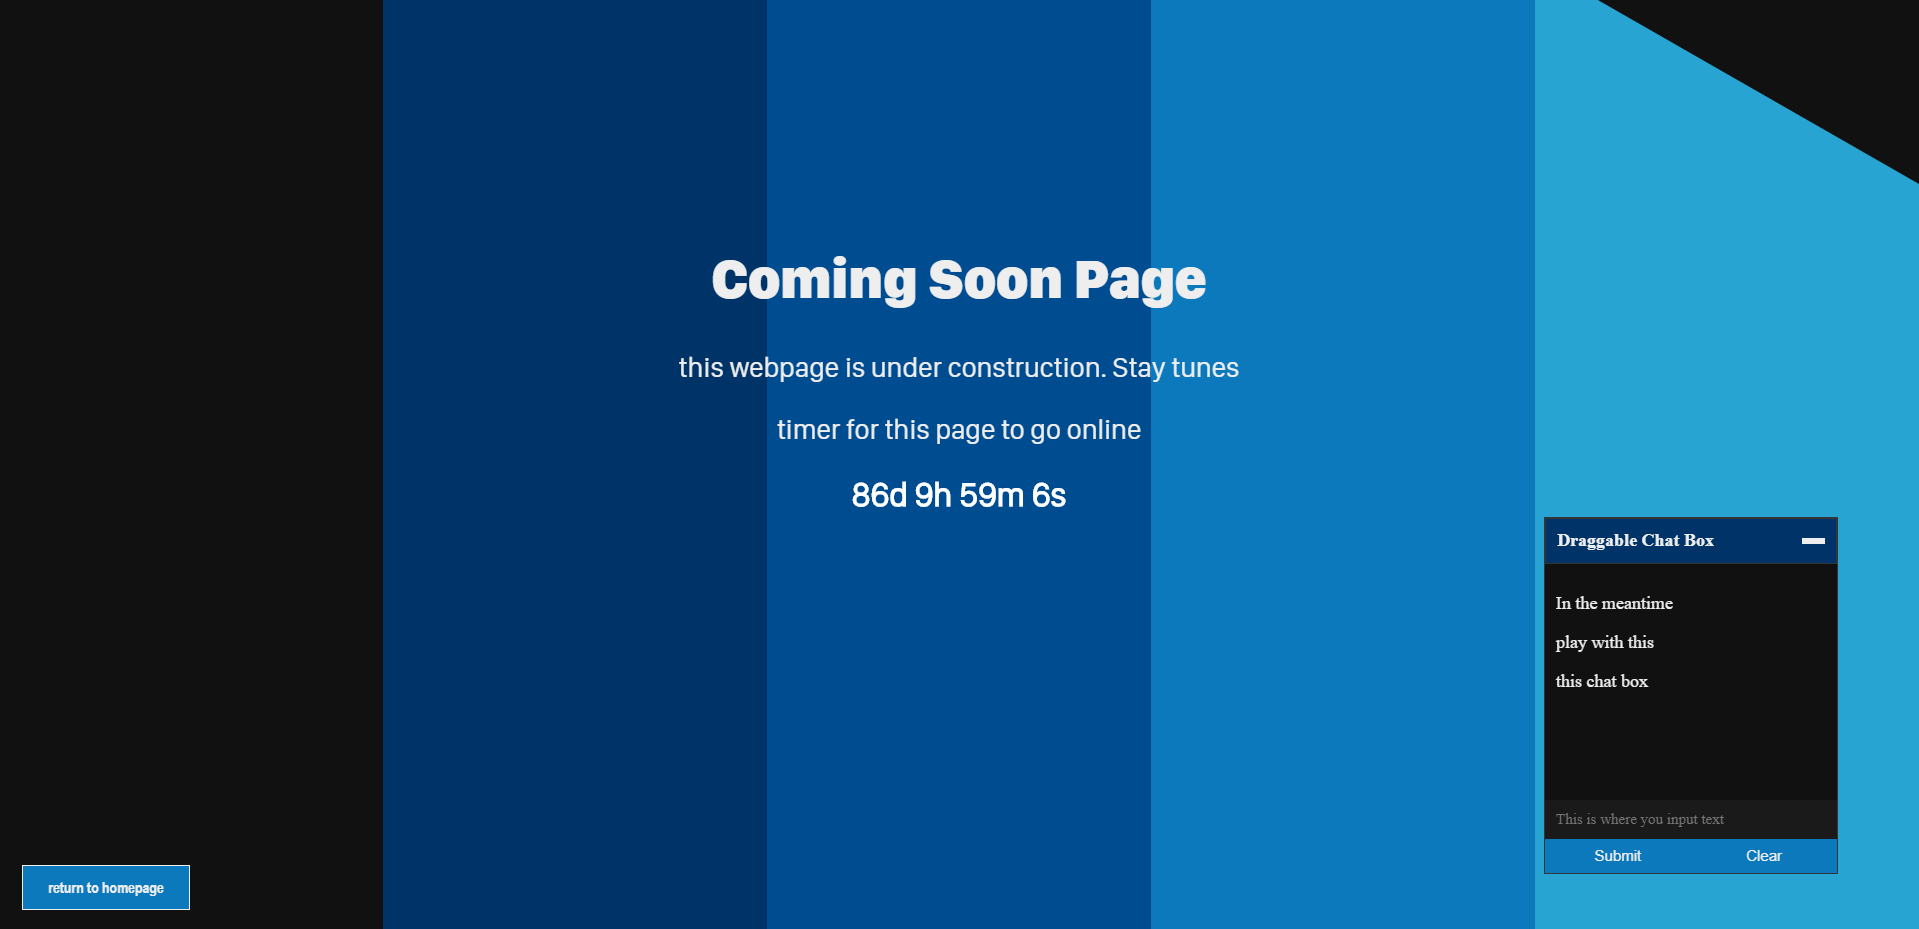 Coming Soon Page
this webpage is under construction. Stay tunes
timer for this page to go online
86d 9h 59m 6s
Draggable Chat Box
In the meantime
play with this
this chat box
This is where you input text
Submit Clear
return to homepage